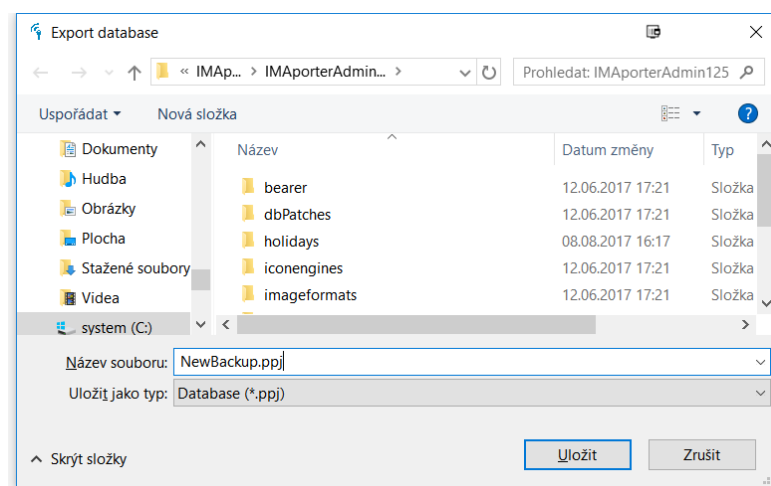 Export database
« IMAp... > IMAporterAdmin... >
Prohledat: IMAporterAdmin125
Uspořádat Nová složka ?
Dokumenty
Hudba
Obrázky
Plocha
Stažené soubory
Videa
system (C:)
Název Datum změny Typ
bearer 12.06.2017 17:21 Složka
dbPatches 12.06.2017 17:21 Složka
holidays 08.08.2017 16:17 Složka
iconengines 12.06.2017 17:21 Složka
imageformats 12.06.2017 17:21 Složka
Název souboru: NewBackup.ppj
Uložit jako typ: Database (*.ppj)
Skrýt složky
Uložit Zrušit